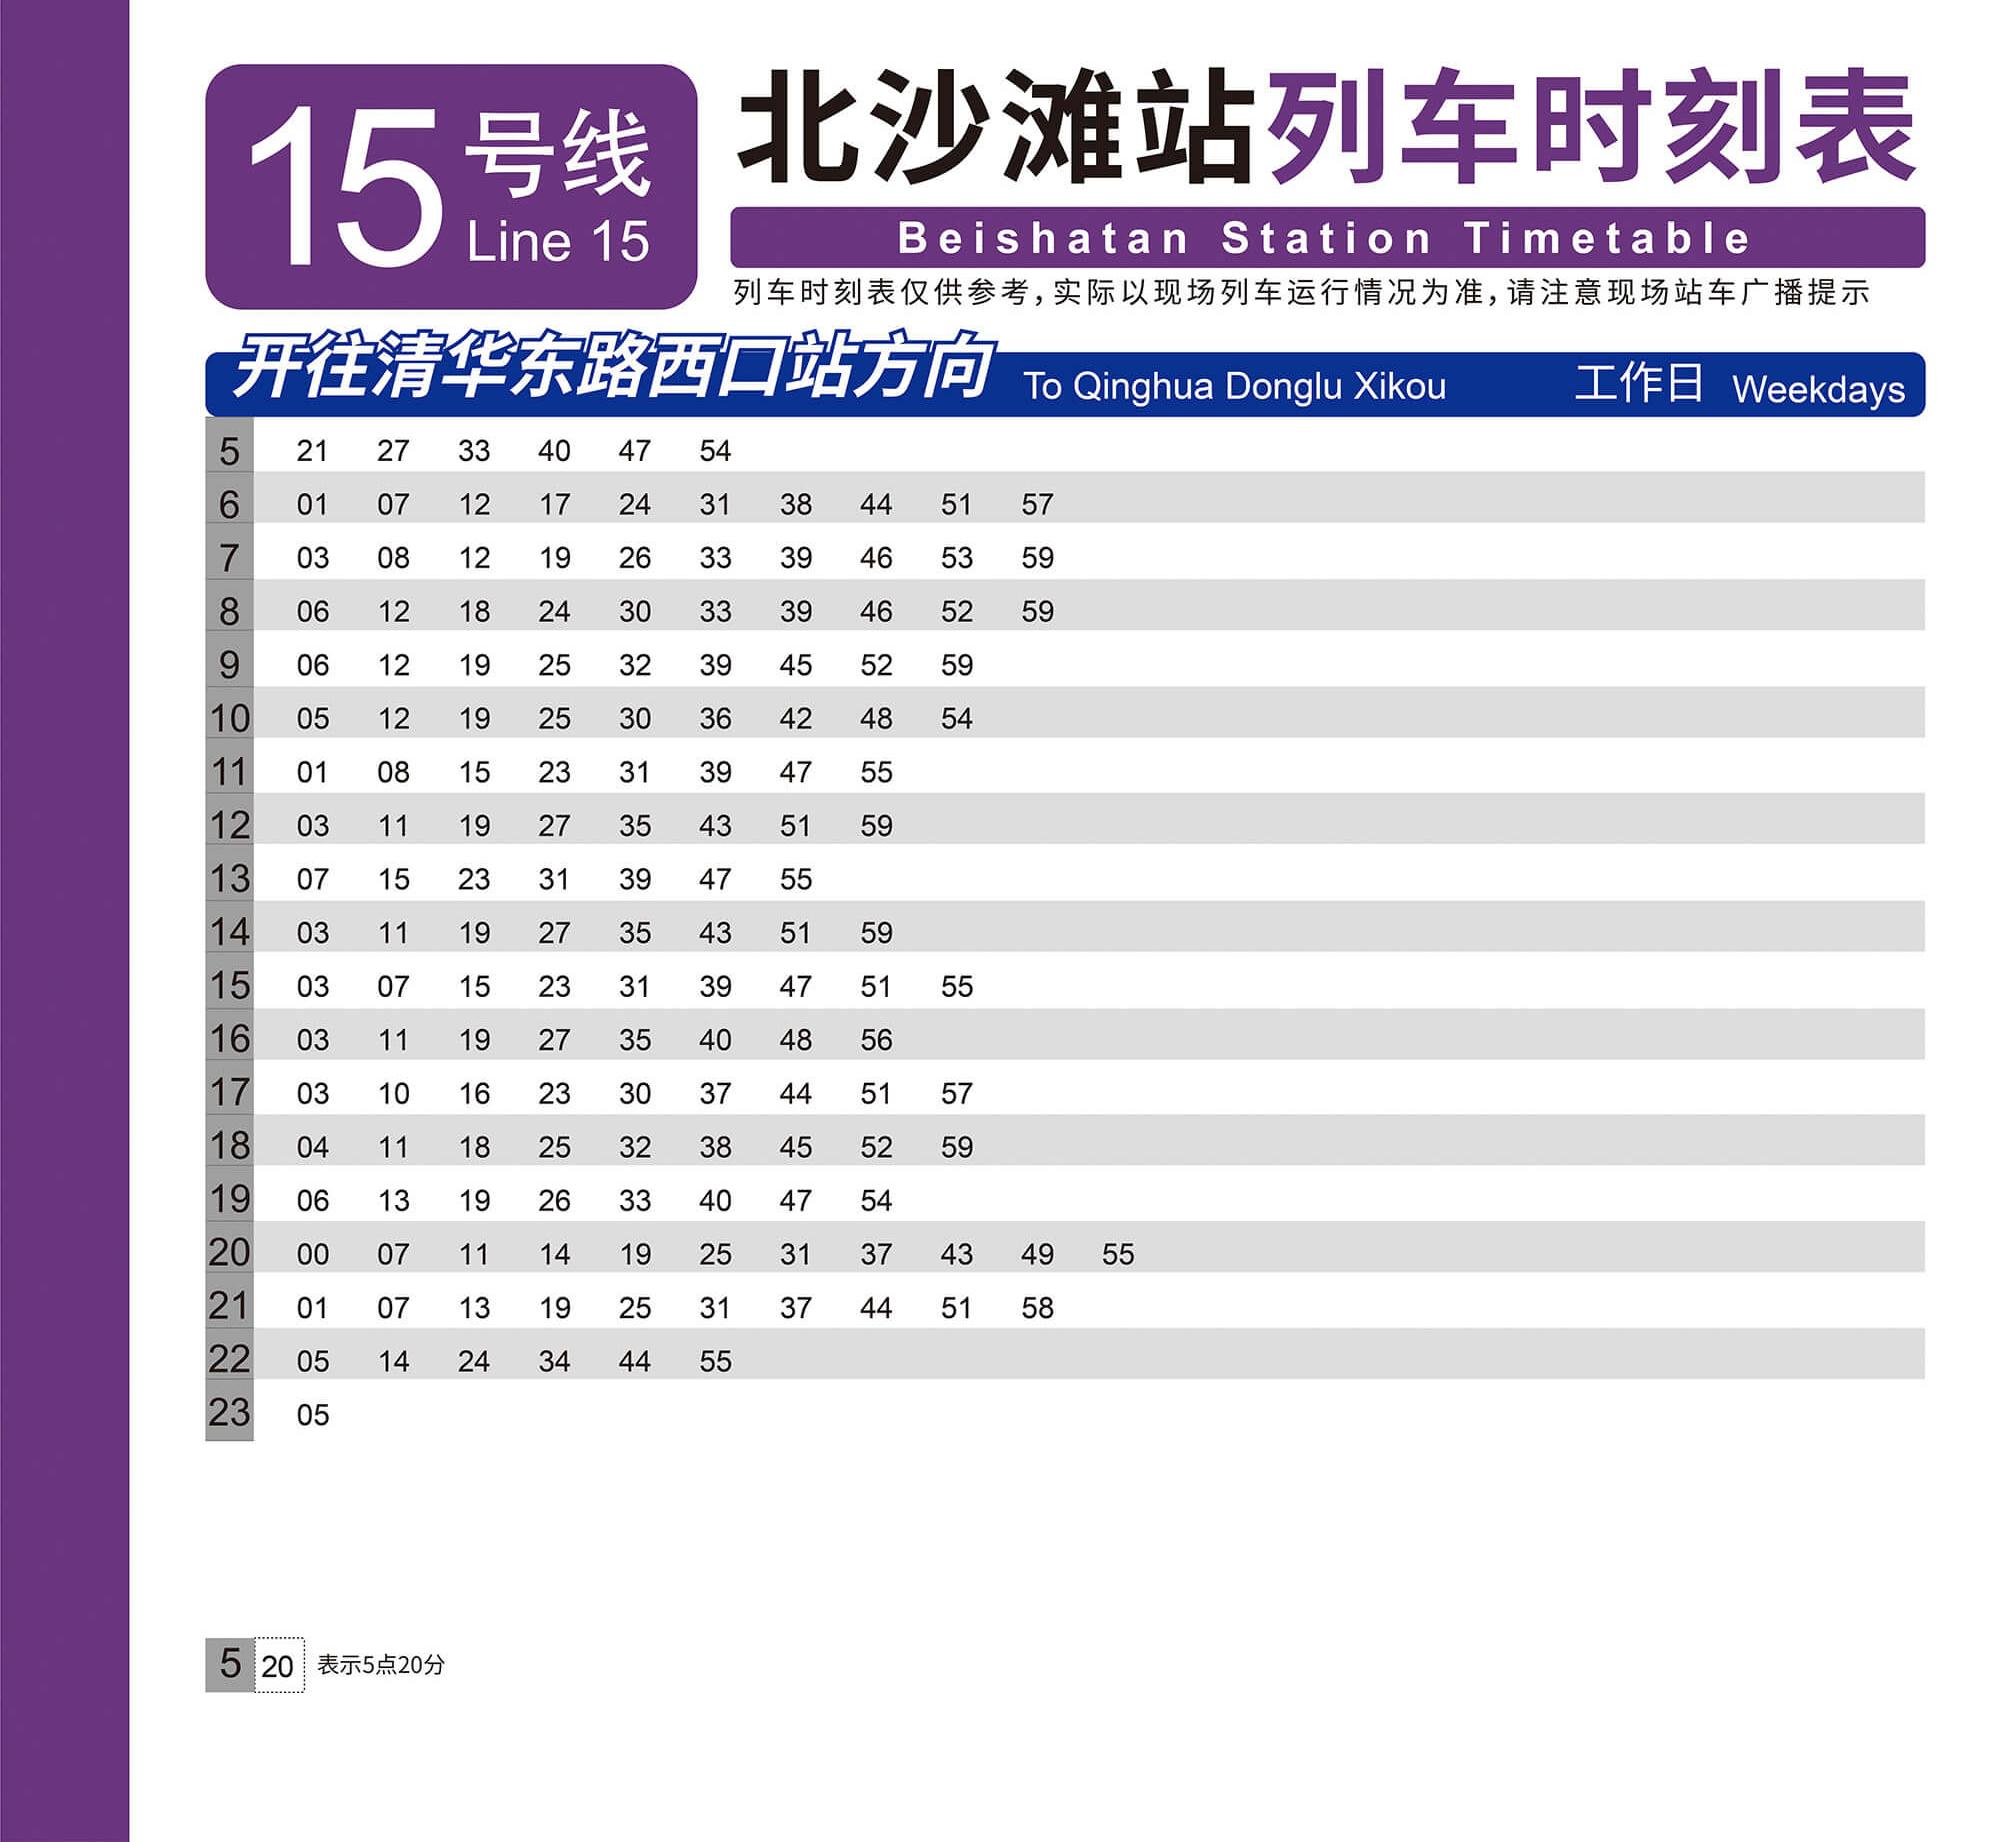 15 号线
Line 15
北沙滩站列车时刻表
Beishatan Station Timetable
列车时刻表仅供参考，实际以现场列车运行情况为准，请注意现场站车广播提示
开往清华东路西口站方向 To Qinghua Donglu Xikou 工作日 Weekdays
5 21 27 33 40 47 54
6 01 07 12 17 24 31 38 44 51 57
7 03 08 12 19 26 33 39 46 53 59
8 06 12 18 24 30 33 39 46 52 59
9 06 12 19 25 32 39 45 52 59
10 05 12 19 25 30 36 42 48 54
11 01 08 15 23 31 39 47 55
12 03 11 19 27 35 43 51 59
13 07 15 23 31 39 47 55
14 03 11 19 27 35 43 51 59
15 03 07 15 23 31 39 47 51 55
16 03 11 19 27 35 40 48 56
17 03 10 16 23 30 37 44 51 57
18 04 11 18 25 32 38 45 52 59
19 06 13 19 26 33 40 47 54
20 00 07 11 14 19 25 31 37 43 49 55
21 01 07 13 19 25 31 37 44 51 58
22 05 14 24 34 44 55
23 05
5 20 表示5点20分